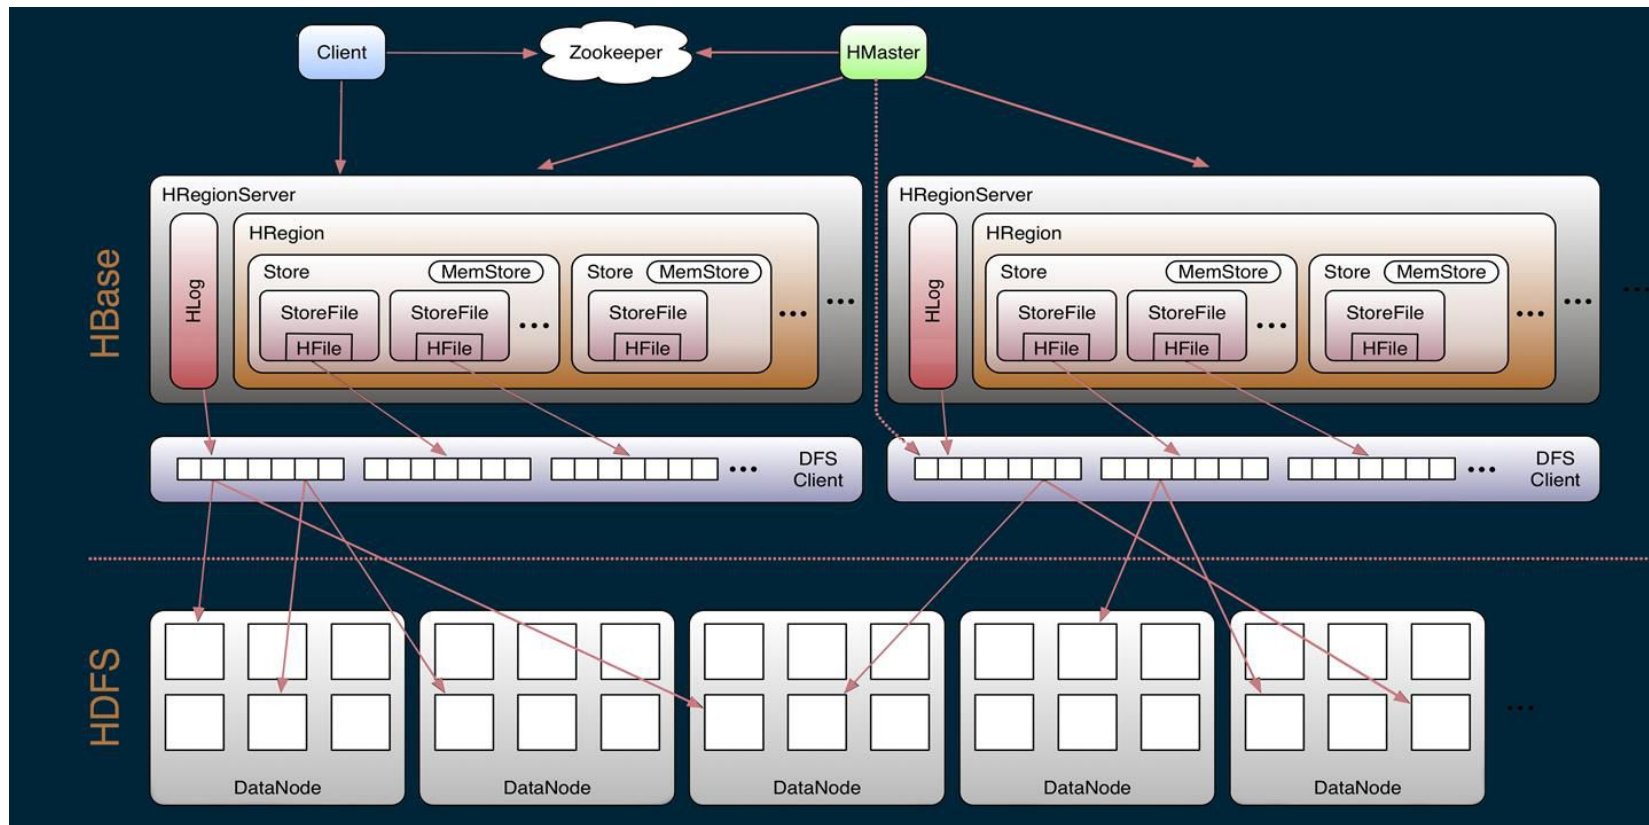 Client
Zookeeper
HMaster
HBase
HRegionServer
HLog
HRegion
Store
MemStore
StoreFile
HFile
StoreFile
HFile
...
Store
MemStore
StoreFile
HFile
...
...
HRegionServer
HLog
HRegion
Store
MemStore
StoreFile
HFile
StoreFile
HFile
...
Store
MemStore
StoreFile
HFile
...
...
...
...
DFS
Client
...
DFS
Client
HDFS
DataNode
DataNode
DataNode
DataNode
DataNode
...